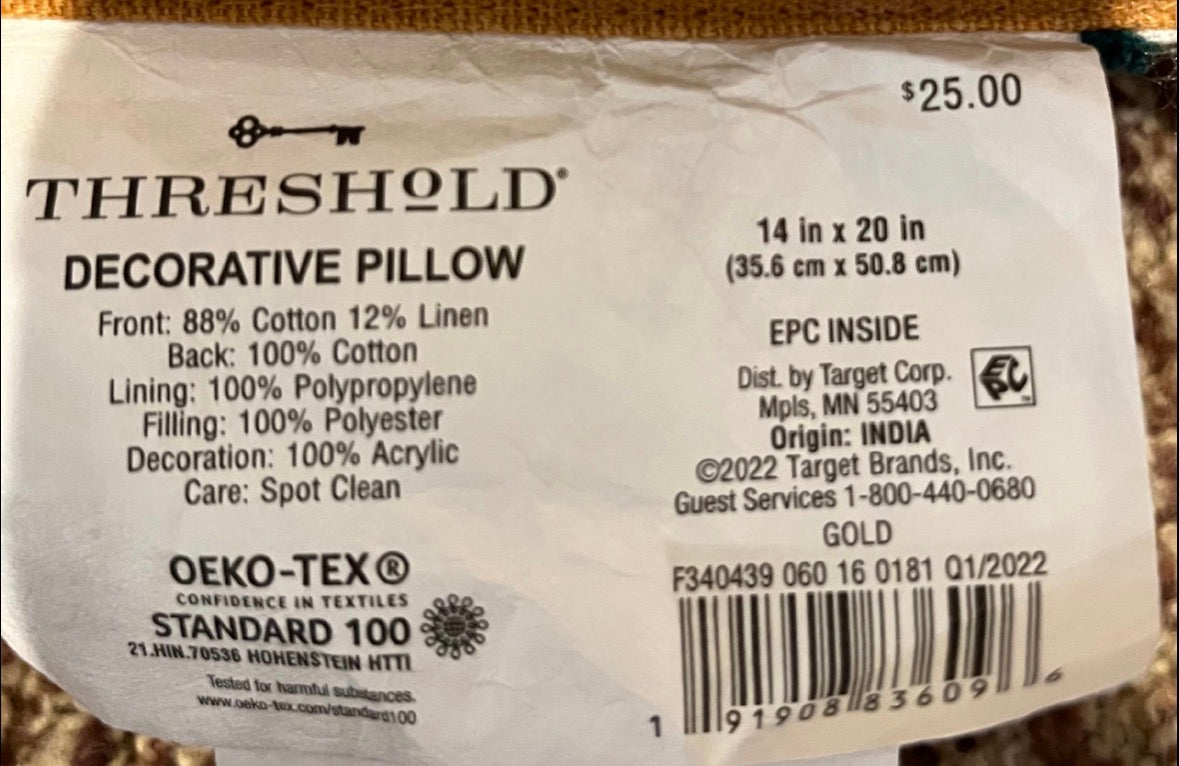 $25.00
THRESHOLD®
DECORATIVE PILLOW
Front: 88% Cotton 12% Linen
Back: 100% Cotton
Lining: 100% Polypropylene
Filling: 100% Polyester
Decoration: 100% Acrylic
Care: Spot Clean
OEKO-TEX®
CONFIDENCE IN TEXTILES
STANDARD 100
21.HIN.70536 HOHENSTEIN HTTI
Tested for harmful substances.
www.oeko-tex.com/standard100
14 in x 20 in
(35.6 cm x 50.8 cm)
EPC INSIDE
Dist. by Target Corp.
Mpls, MN 55403
EPC™
Origin: INDIA
©2022 Target Brands, Inc.
Guest Services 1-800-440-0680
GOLD
F340439 060 16 0181 Q1/2022
1 91908 83609 6